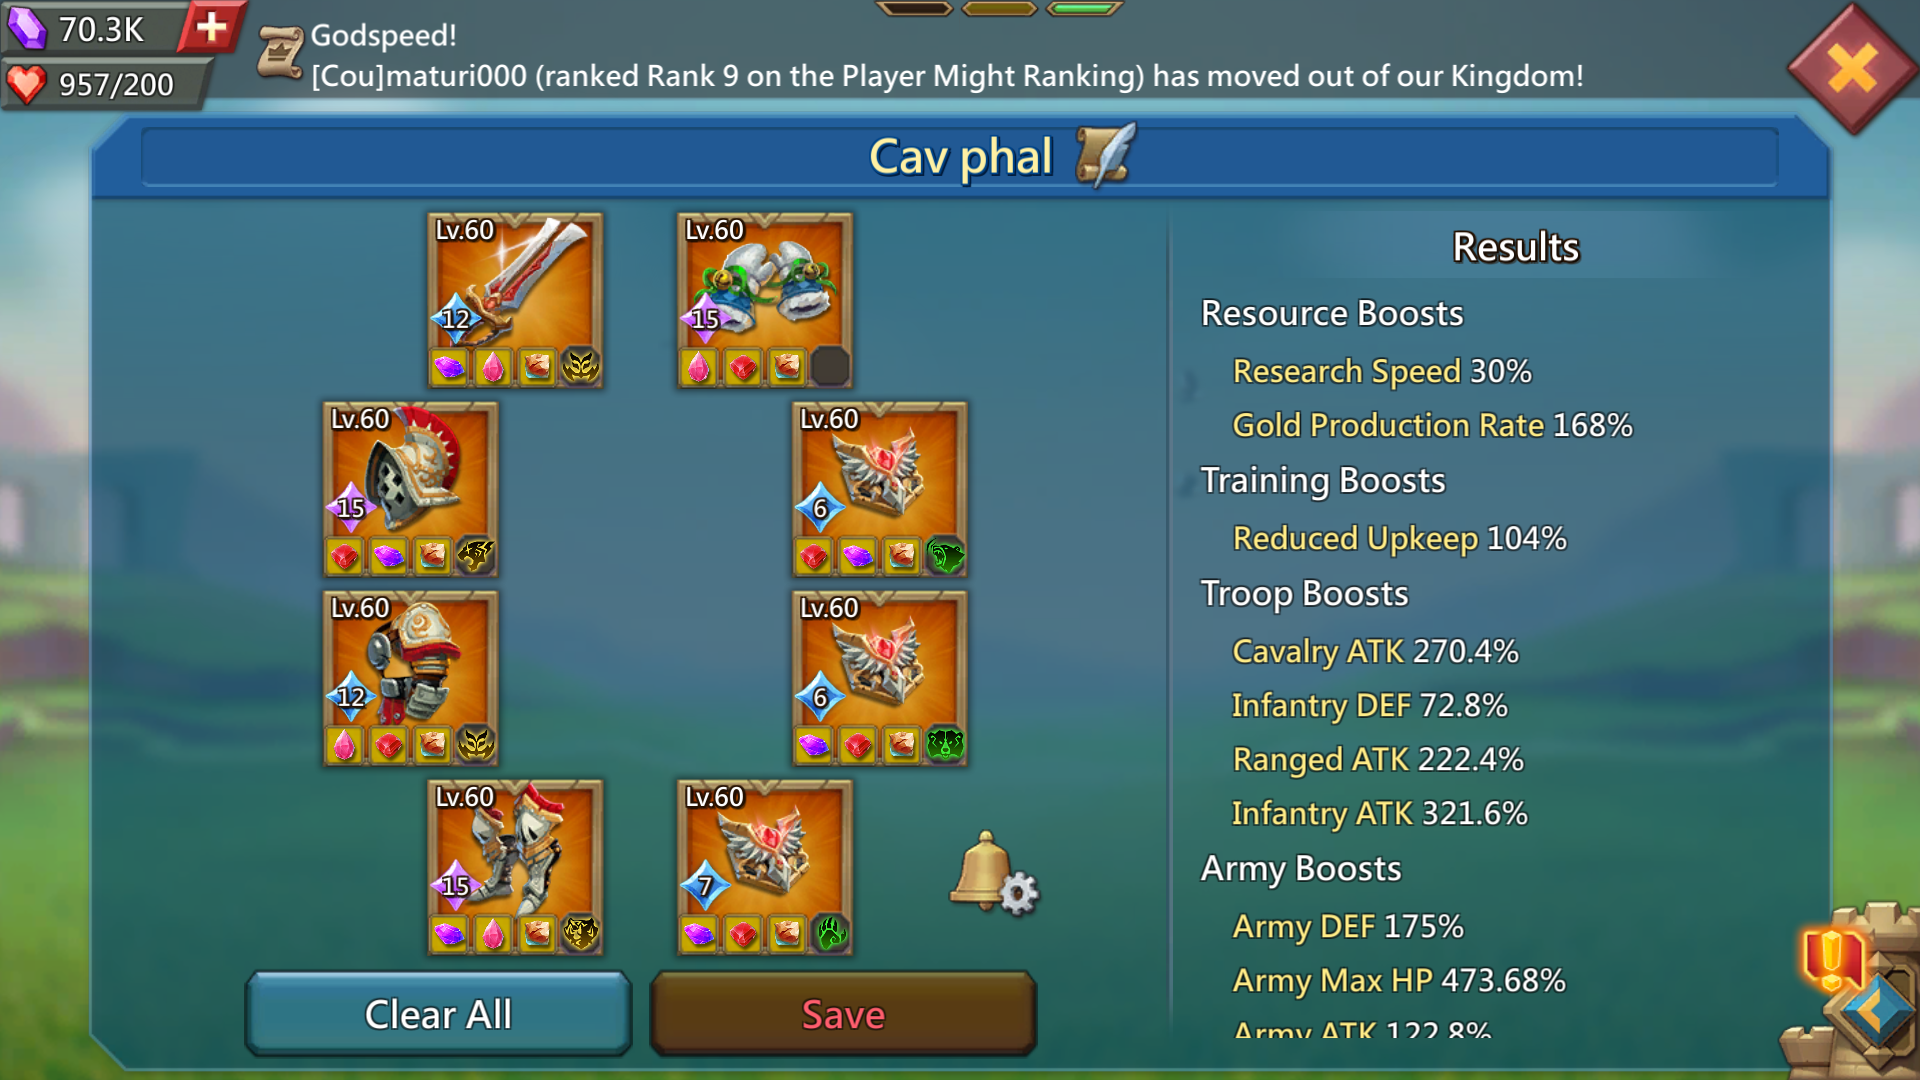 70.3K
957/200
Godspeed!
[Cou]maturi000 (ranked Rank 9 on the Player Might Ranking) has moved out of our Kingdom!
Cav phal
Lv.60
12
Lv.60
15
Lv.60
15
Lv.60
6
Lv.60
12
Lv.60
6
Lv.60
15
Lv.60
7
Clear All
Save
Results
Resource Boosts
Research Speed 30%
Gold Production Rate 168%
Training Boosts
Reduced Upkeep 104%
Troop Boosts
Cavalry ATK 270.4%
Infantry DEF 72.8%
Ranged ATK 222.4%
Infantry ATK 321.6%
Army Boosts
Army DEF 175%
Army Max HP 473.68%
Army ATK 122.8%